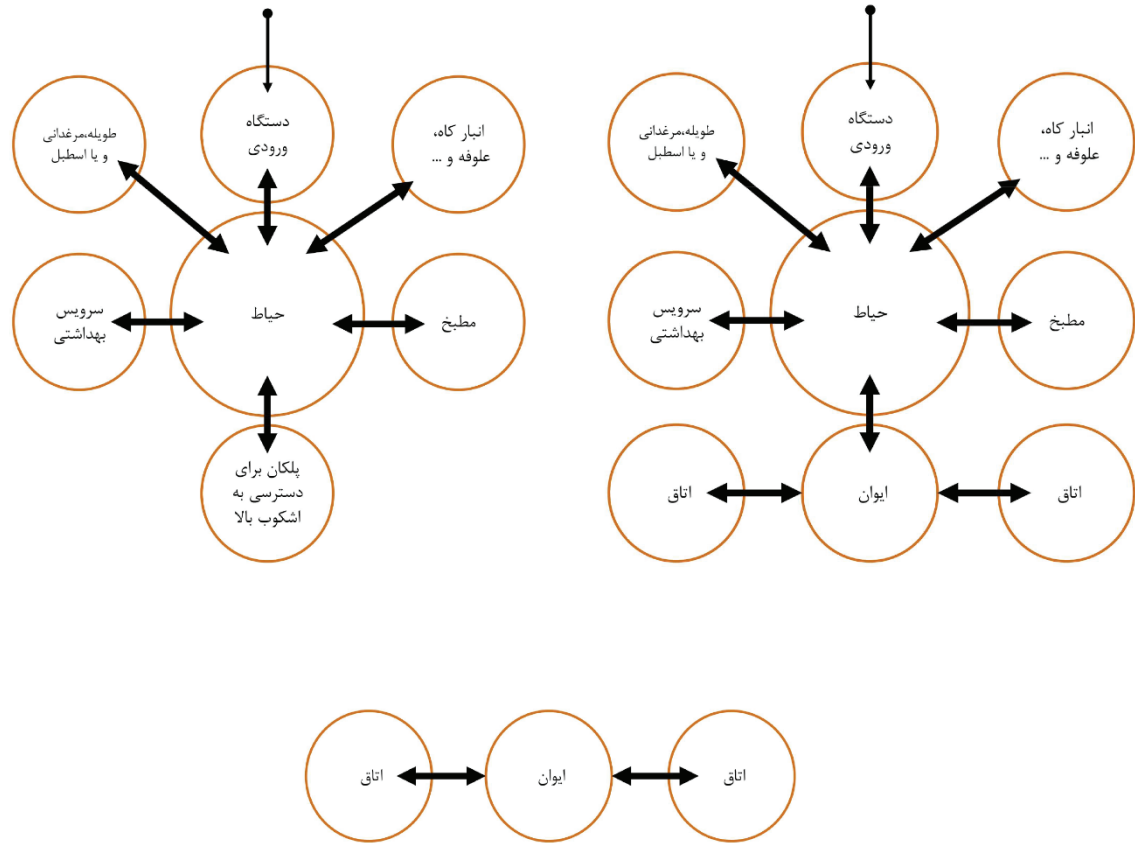 دستگاه
ورودی
انبار کاه،
علوفه و ...
طویله،مرغدانی
و یا اسطبل
حیاط
مطبخ
سرویس
بهداشتی
اتاق
ایوان
اتاق
دستگاه
ورودی
انبار کاه،
علوفه و ...
طویله،مرغدانی
و یا اسطبل
حیاط
مطبخ
سرویس
بهداشتی
پلکان برای
دسترسی به
اشکوب بالا
اتاق
ایوان
اتاق